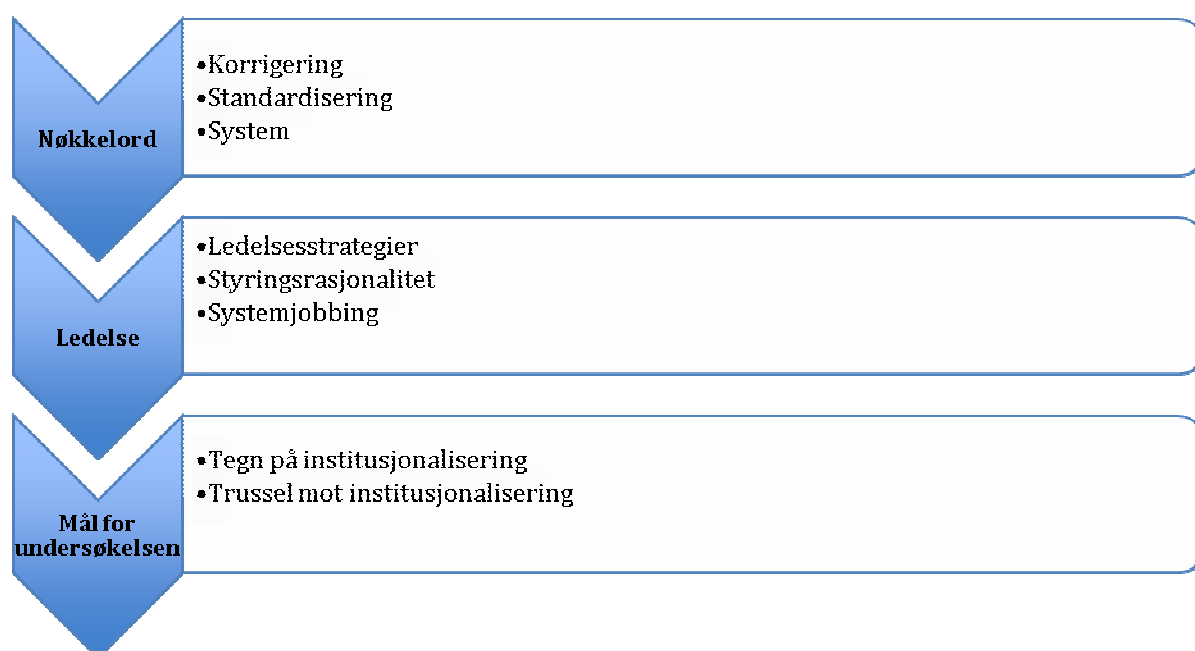 Nøkkelord
•Korrigering
•Standardisering
•System
Ledelse
•Ledelsesstrategier
•Styringsrasjonalitet
•Systemjobbing
Mål for
undersøkelsen
•Tegn på institusjonalisering
•Trussel mot institusjonalisering